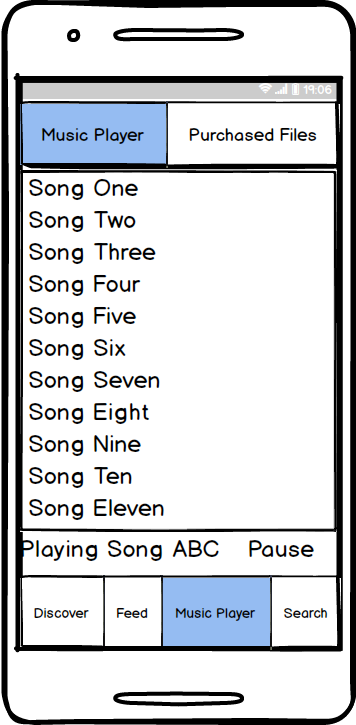 19:06
Music Player Purchased Files
Song One
Song Two
Song Three
Song Four
Song Five
Song Six
Song Seven
Song Eight
Song Nine
Song Ten
Song Eleven
Playing Song ABC Pause
Discover Feed Music Player Search